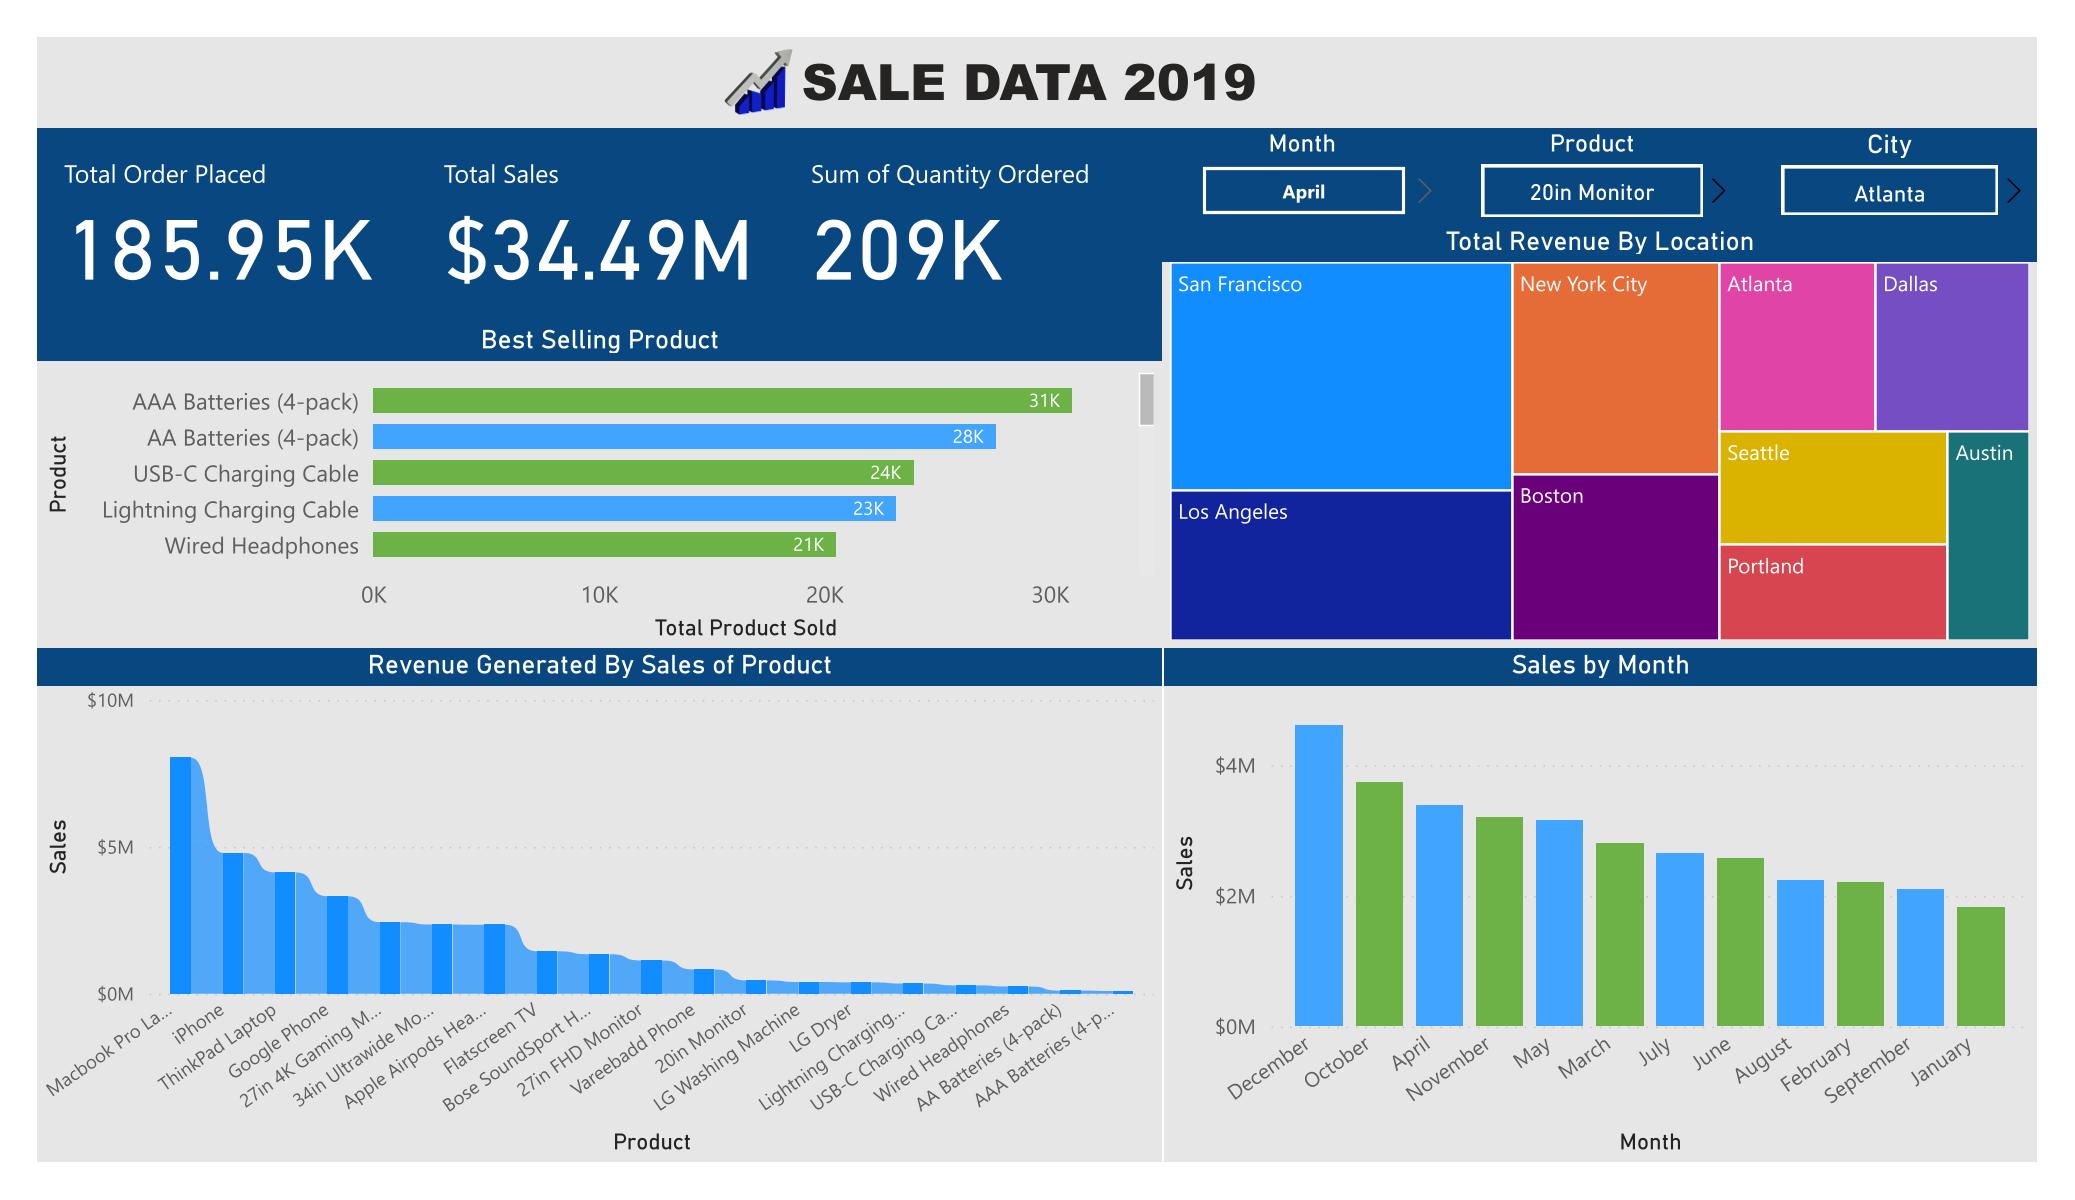 SALE DATA 2019
Total Order Placed
185.95K
Total Sales
$34.49M
Sum of Quantity Ordered
209K
Month
April
Product
20in Monitor
City
Atlanta
Best Selling Product
Product
AAA Batteries (4-pack)
31K
AA Batteries (4-pack)
28K
USB-C Charging Cable
24K
Lightning Charging Cable
23K
Wired Headphones
21K
0K
10K
20K
30K
Total Product Sold
Total Revenue By Location
San Francisco
New York City
Atlanta
Dallas
Los Angeles
Boston
Seattle
Austin
Portland
Revenue Generated By Sales of Product
Sales
$10M
$5M
$0M
Macbook Pro La...
iPhone
ThinkPad Laptop
Google Phone
27in 4K Gaming M...
34in Ultrawide Mo...
Apple Airpods Hea...
Flatscreen TV
Bose SoundSport H...
27in FHD Monitor
Vareebadd Phone
20in Monitor
LG Washing Machine
LG Dryer
Lightning Charging...
USB-C Charging Ca...
Wired Headphones
AA Batteries (4-pack)
AAA Batteries (4-p...
Product
Sales by Month
Sales
$4M
$2M
$0M
December
October
April
November
May
March
July
June
August
February
September
January
Month